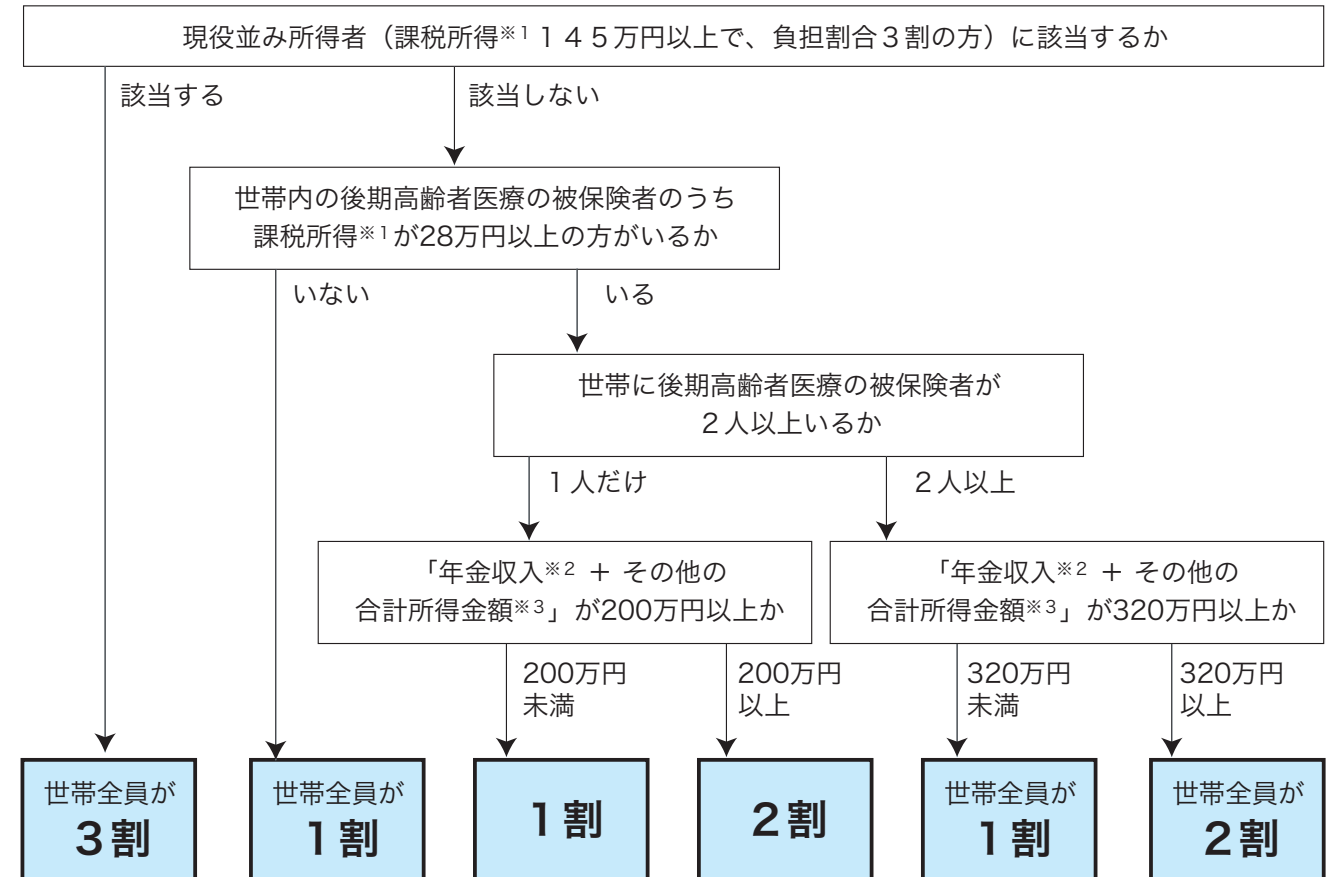 現役並み所得者（課税所得※1１４５万円以上で、負担割合３割の方）に該当するか
該当する
該当しない
世帯内の後期高齢者医療の被保険者のうち
課税所得※1が28万円以上の方がいるか
いない
いる
世帯に後期高齢者医療の被保険者が
２人以上いるか
１人だけ
２人以上
「年金収入※2 ＋ その他の
合計所得金額※3」が200万円以上か
「年金収入※2 ＋ その他の
合計所得金額※3」が320万円以上か
200万円
未満
200万円
以上
320万円
未満
320万円
以上
世帯全員が
３割
世帯全員が
１割
１割
２割
世帯全員が
１割
世帯全員が
２割